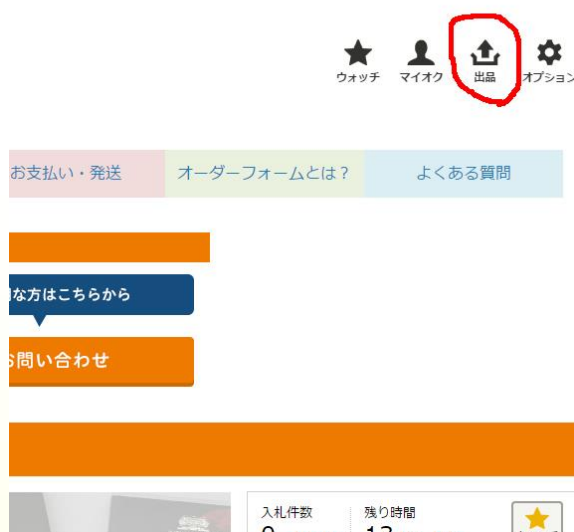 ウォッチ マイオク 出品 オプション
お支払い・発送 オーダーフォームとは？ よくある質問
な方はこちらから
問い合わせ
入札件数 残り時間